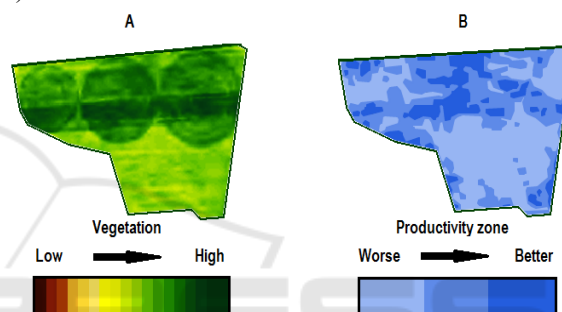 A
B
Vegetation
Low High
Productivity zone
Worse Better